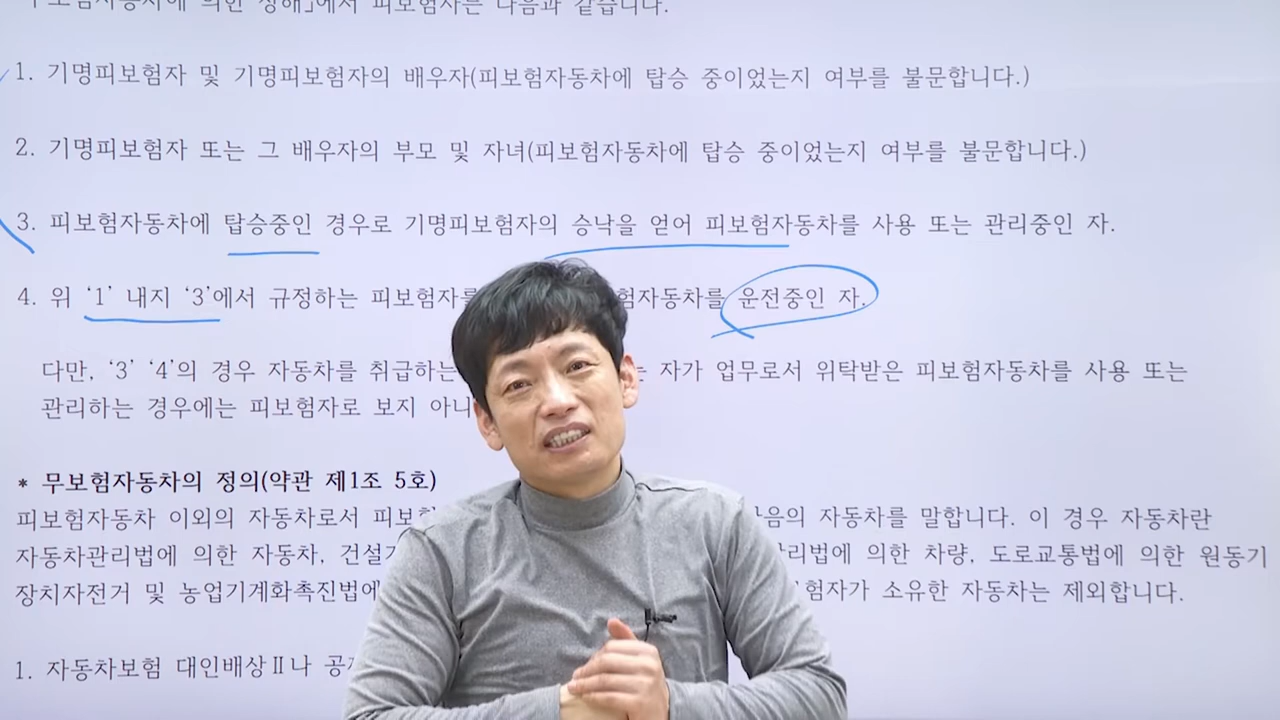 에서 피보험자는 다음과 같습니다.
1. 기명피보험자 및 기명피보험자의 배우자(피보험자동차에 탑승 중이었는지 여부를 불문합니다.)
2. 기명피보험자 또는 그 배우자의 부모 및 자녀(피보험자동차에 탑승 중이었는지 여부를 불문합니다.)
3. 피보험자동차에 탑승중인 경우로 기명피보험자의 승낙을 얻어 피보험자동차를 사용 또는 관리중인 자.
4. 위 ‘1’ 내지 ‘3’에서 규정하는 피보험자를 험자동차를 운전중인 자.
다만, ‘3’ ‘4’의 경우 자동차를 취급하는 는 자가 업무로서 위탁받은 피보험자동차를 사용 또는
관리하는 경우에는 피보험자로 보지 아니
* 무보험자동차의 정의(약관 제1조 5호)
피보험자동차 이외의 자동차로서 피보험 다음의 자동차를 말합니다. 이 경우 자동차란
자동차관리법에 의한 자동차, 건설기 관리법에 의한 차량, 도로교통법에 의한 원동기
장치자전거 및 농업기계화촉진법에 험자가 소유한 자동차는 제외합니다.
1. 자동차보험 대인배상Ⅱ나 공제